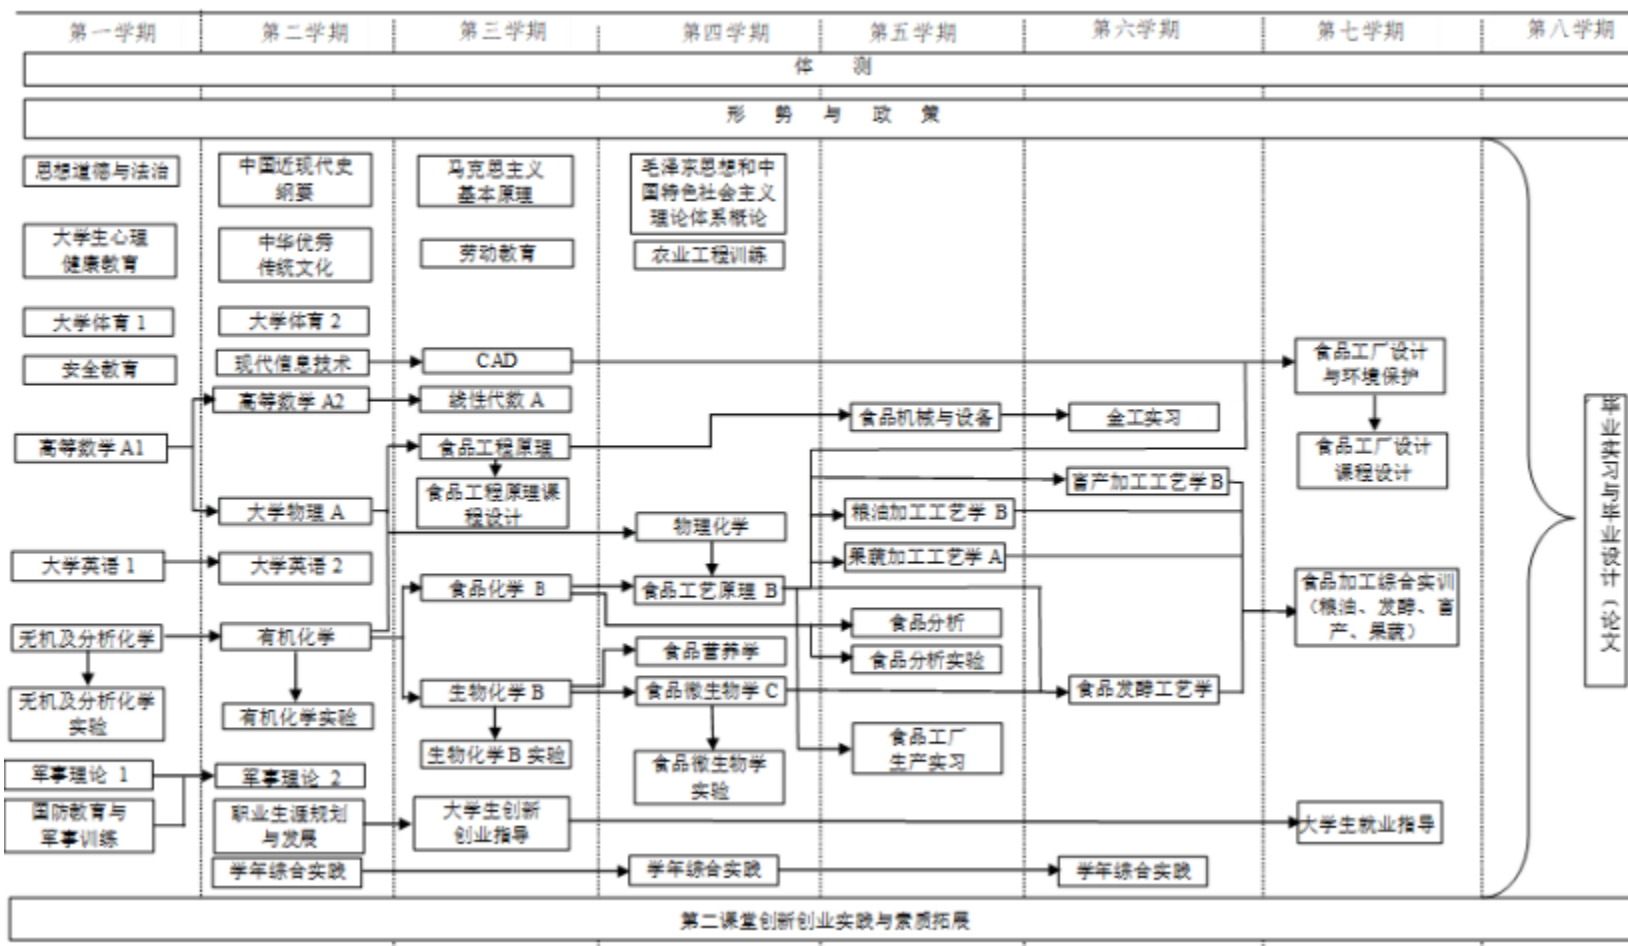 第一学期
第二学期
第三学期
第四学期
第五学期
第六学期
第七学期
第八学期
体 测
形 势 与 政 策
思想道德与法治
大学生心理
健康教育
大学体育 1
安全教育
高等数学 A1
大学英语 1
无机及分析化学
无机及分析化学
实验
军事理论 1
国防教育与
军事训练
中国近现代史
纲要
中华优秀
传统文化
大学体育 2
现代信息技术
高等数学 A2
大学物理 A
大学英语 2
有机化学
有机化学实验
军事理论 2
职业生涯规划
与发展
学年综合实践
马克思主义
基本原理
劳动教育
CAD
线性代数 A
食品工程原理
食品工程原理课
程设计
食品化学 B
生物化学 B
生物化学 B 实验
大学生创新
创业指导
毛泽东思想和中
国特色社会主义
理论体系概论
农业工程训练
物理化学
食品工艺原理 B
食品营养学
食品微生物学 C
食品微生物学
实验
学年综合实践
食品机械与设备
粮油加工工艺学 B
果蔬加工工艺学 A
食品分析
食品分析实验
食品工厂
生产实习
金工实习
畜产加工工艺学 B
食品发酵工艺学
学年综合实践
食品工厂设计
与环境保护
食品工厂设计
课程设计
食品加工综合实训
（粮油、发酵、畜
产、果蔬）
大学生就业指导
毕业实习与毕业设计（论文
第二课堂创新创业实践与素质拓展